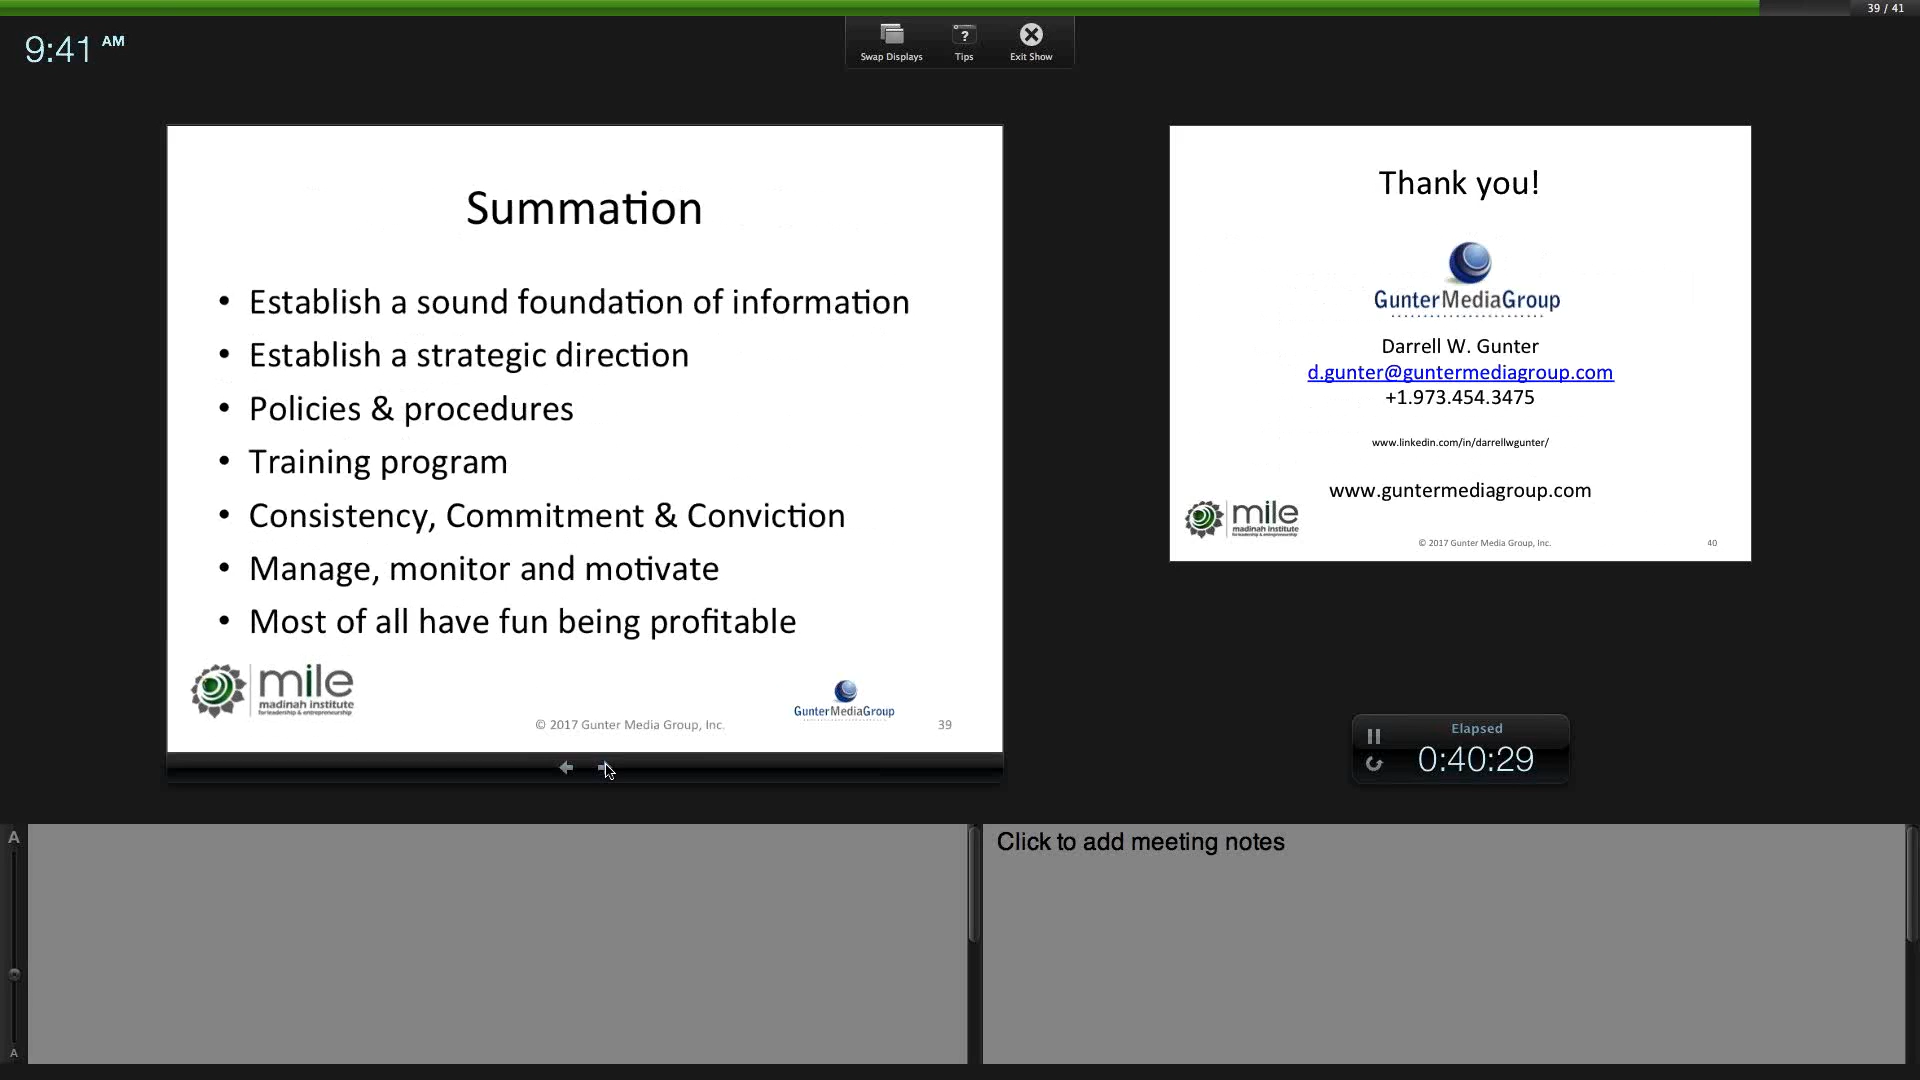 39 / 41
9:41 AM
Swap Displays
Tips
Exit Show
Summation
• Establish a sound foundation of information
• Establish a strategic direction
• Policies & procedures
• Training program
• Consistency, Commitment & Conviction
• Manage, monitor and motivate
• Most of all have fun being profitable
mile
madinah institute
for leadership & entrepreneurship
© 2017 Gunter Media Group, Inc.
GunterMediaGroup
39
Thank you!
GunterMediaGroup
Darrell W. Gunter
d.gunter@guntermediagroup.com
+1.973.454.3475
www.linkedin.com/in/darrellwgunter/
www.guntermediagroup.com
mile
madinah institute
for leadership & entrepreneurship
© 2017 Gunter Media Group, Inc.
40
Elapsed
0:40:29
A
A
Click to add meeting notes